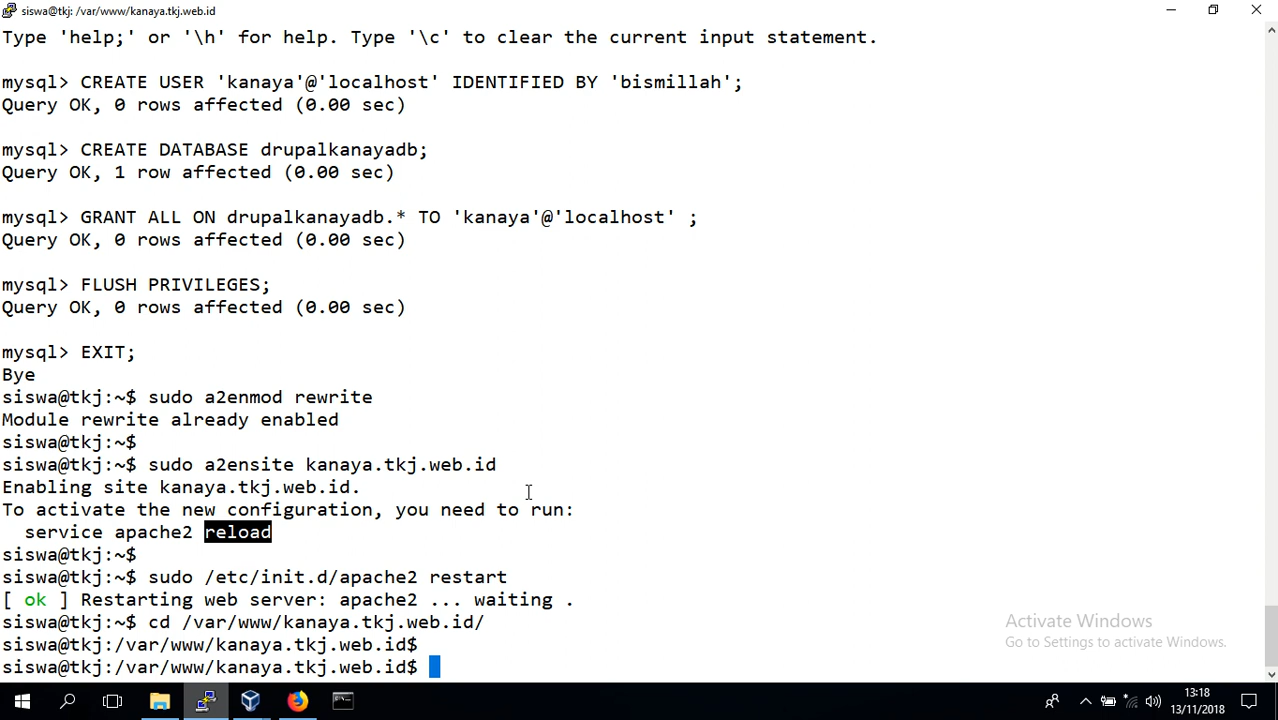 siswa@tkj: /var/www/kanaya.tkj.web.id
Type 'help;' or '\h' for help. Type '\c' to clear the current input statement.
mysql> CREATE USER 'kanaya'@'localhost' IDENTIFIED BY 'bismillah';
Query OK, 0 rows affected (0.00 sec)
mysql> CREATE DATABASE drupalkanayadb;
Query OK, 1 row affected (0.00 sec)
mysql> GRANT ALL ON drupalkanayadb.* TO 'kanaya'@'localhost' ;
Query OK, 0 rows affected (0.00 sec)
mysql> FLUSH PRIVILEGES;
Query OK, 0 rows affected (0.00 sec)
mysql> EXIT;
Bye
siswa@tkj:~$ sudo a2enmod rewrite
Module rewrite already enabled
siswa@tkj:~$
siswa@tkj:~$ sudo a2ensite kanaya.tkj.web.id
Enabling site kanaya.tkj.web.id.
To activate the new configuration, you need to run:
  service apache2 reload
siswa@tkj:~$
siswa@tkj:~$ sudo /etc/init.d/apache2 restart
[ ok ] Restarting web server: apache2 ... waiting .
siswa@tkj:~$ cd /var/www/kanaya.tkj.web.id/
siswa@tkj:/var/www/kanaya.tkj.web.id$
siswa@tkj:/var/www/kanaya.tkj.web.id$
Activate Windows
Go to Settings to activate Windows.
13:18
13/11/2018